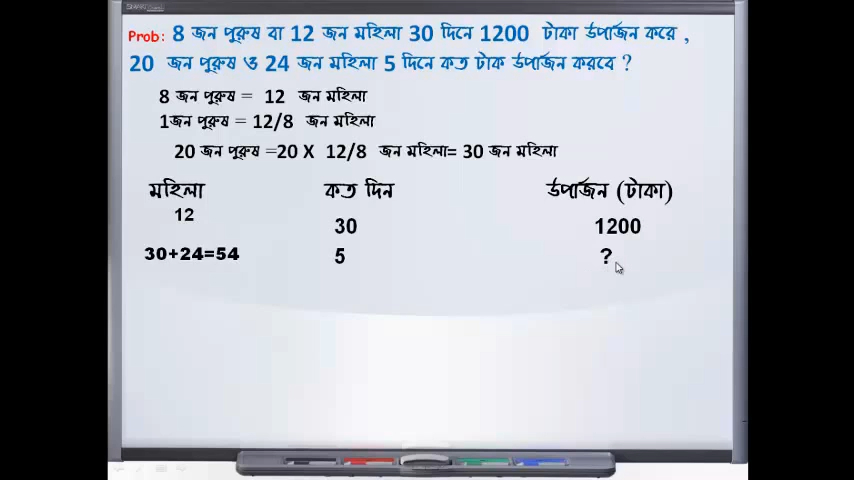 Prob: 8 জন পুরুষ বা 12 জন মহিলা 30 দিনে 1200 টাকা উপার্জন করে ,
20 জন পুরুষ ও 24 জন মহিলা 5 দিনে কত টাক উপার্জন করবে ?
8 জন পুরুষ = 12 জন মহিলা
1জন পুরুষ = 12/8 জন মহিলা
20 জন পুরুষ =20 X 12/8 জন মহিলা= 30 জন মহিলা
মহিলা কত দিন উপার্জন (টাকা)
12 30 1200
30+24=54 5 ?